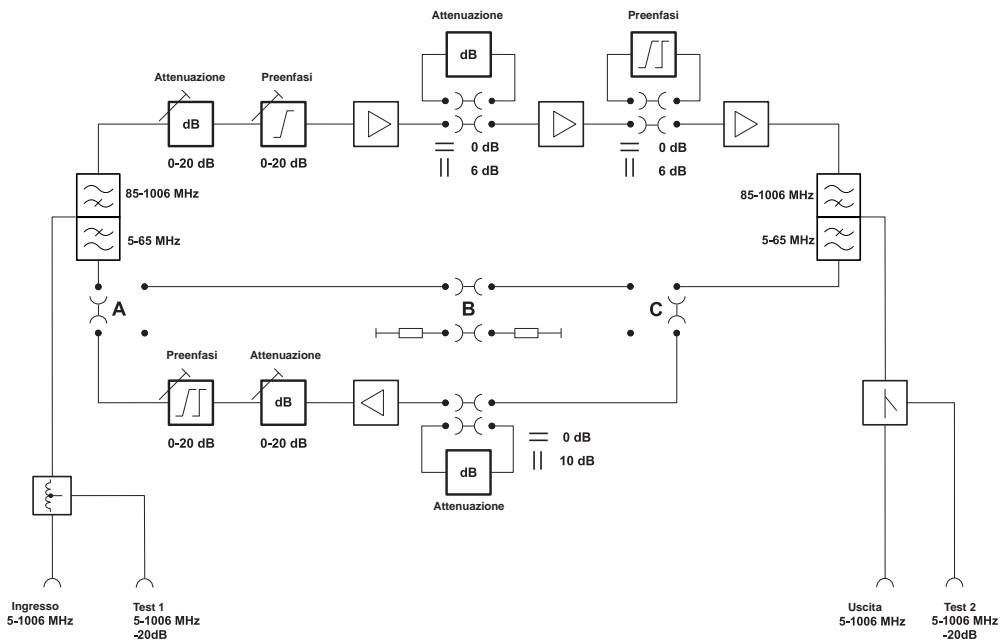 Attenuazione
dB
Preenfasi
Attenuazione
dB
0-20 dB
Preenfasi
0-20 dB
0 dB
6 dB
0 dB
6 dB
85-1006 MHz
5-65 MHz
85-1006 MHz
5-65 MHz
A
B
C
Preenfasi
0-20 dB
Attenuazione
dB
0-20 dB
0 dB
10 dB
dB
Attenuazione
Ingresso
5-1006 MHz
Test 1
5-1006 MHz
-20dB
Uscita
5-1006 MHz
Test 2
5-1006 MHz
-20dB